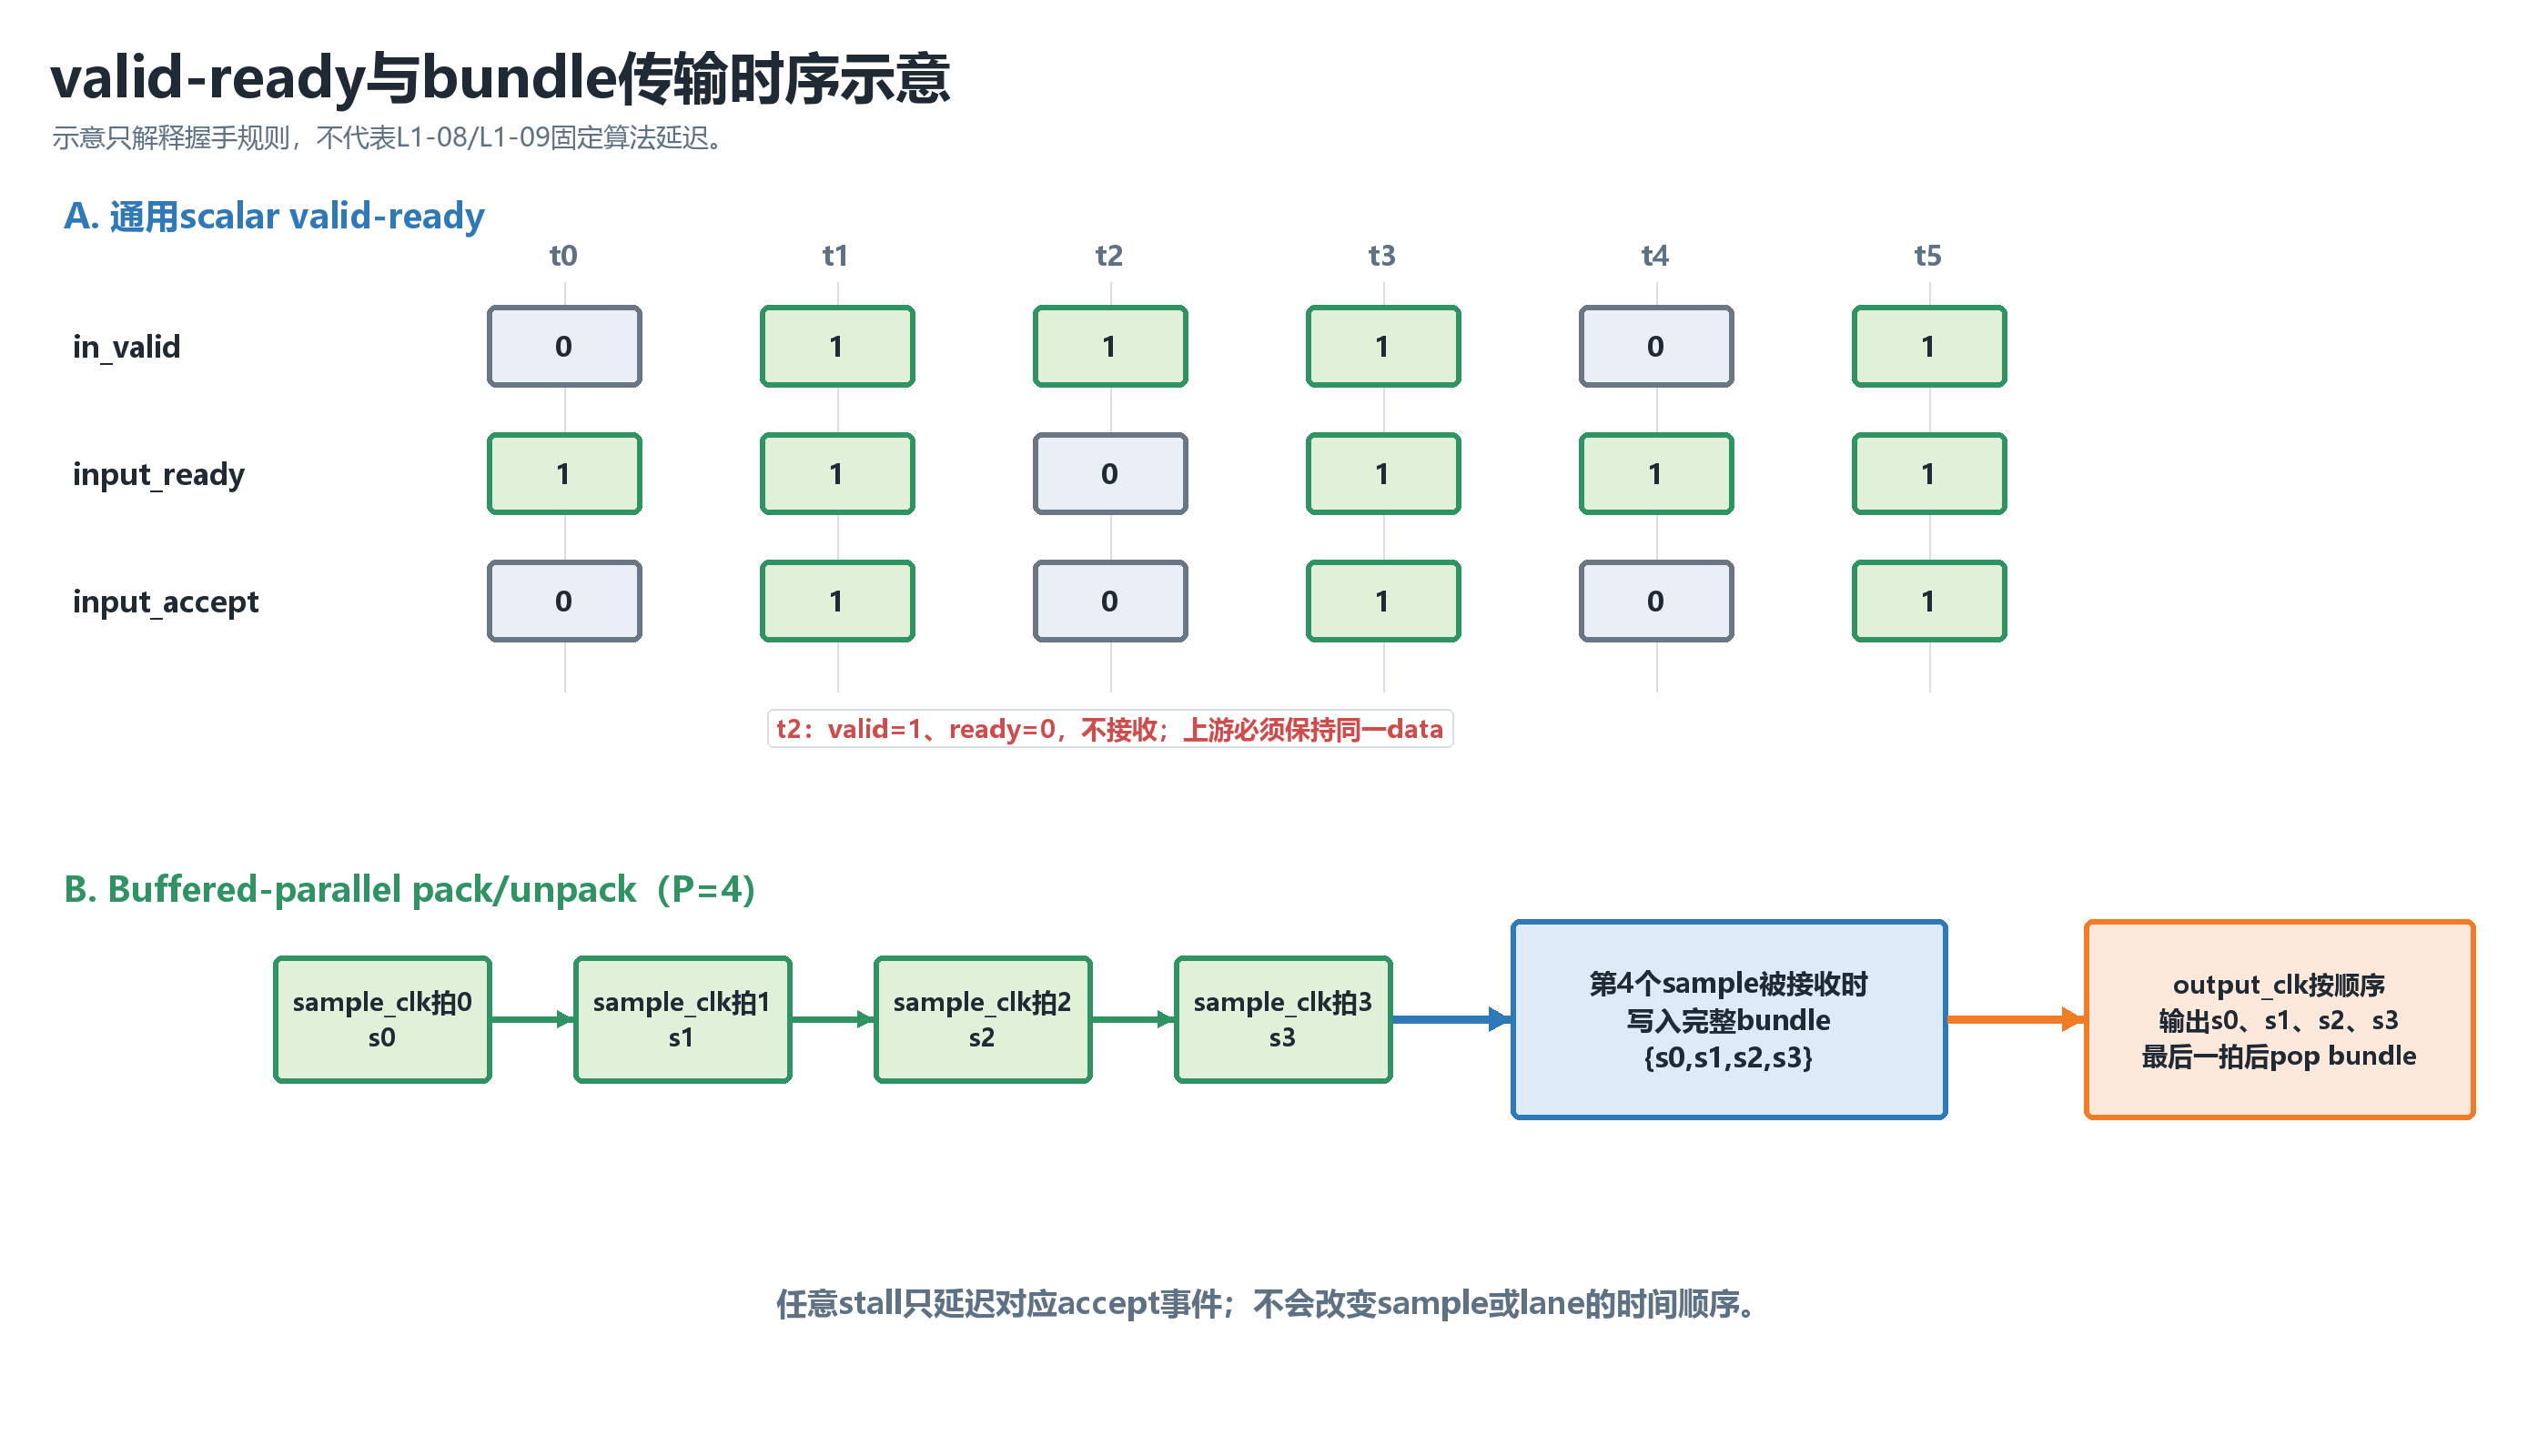 valid-ready与bundle传输时序示意
示意只解释握手规则，不代表L1-08/L1-09固定算法延迟。
A. 通用scalar valid-ready
t0 t1 t2 t3 t4 t5
in_valid 0 1 1 1 0 1
input_ready 1 1 0 1 1 1
input_accept 0 1 0 1 0 1
t2：valid=1、ready=0，不接收；上游必须保持同一data
B. Buffered-parallel pack/unpack（P=4）
sample_clk拍0
s0
sample_clk拍1
s1
sample_clk拍2
s2
sample_clk拍3
s3
第4个sample被接收时
写入完整bundle
{s0,s1,s2,s3}
output_clk按顺序
输出s0、s1、s2、s3
最后一拍后pop bundle
任意stall只延迟对应accept事件；不会改变sample或lane的时间顺序。